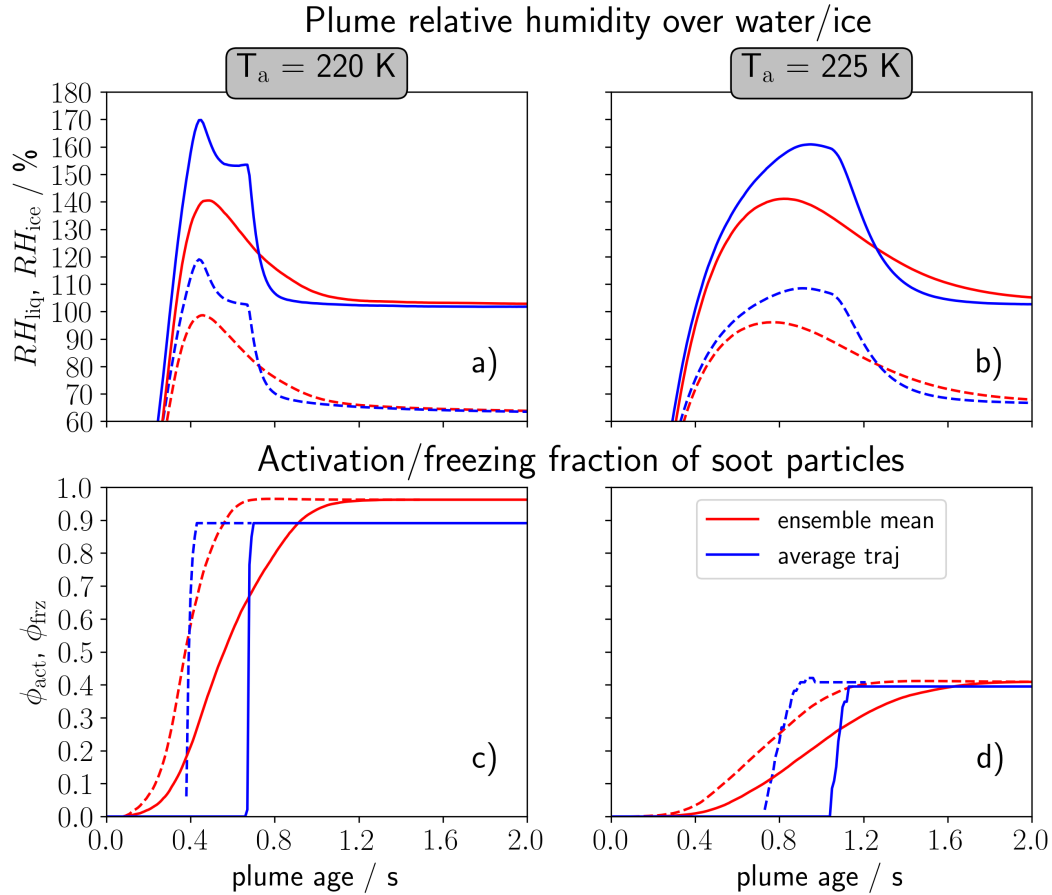 Plume relative humidity over water/ice
T_a = 220 K
T_a = 225 K
180
170
160
150
140
130
120
110
100
90
80
70
60
RH_liq, RH_ice / %
a)
b)
Activation/freezing fraction of soot particles
1.0
0.9
0.8
0.7
0.6
0.5
0.4
0.3
0.2
0.1
0.0
ϕ_act, ϕ_frz
ensemble mean
average traj
c)
d)
0.0 0.4 0.8 1.2 1.6 2.0
0.0 0.4 0.8 1.2 1.6 2.0
plume age / s
plume age / s